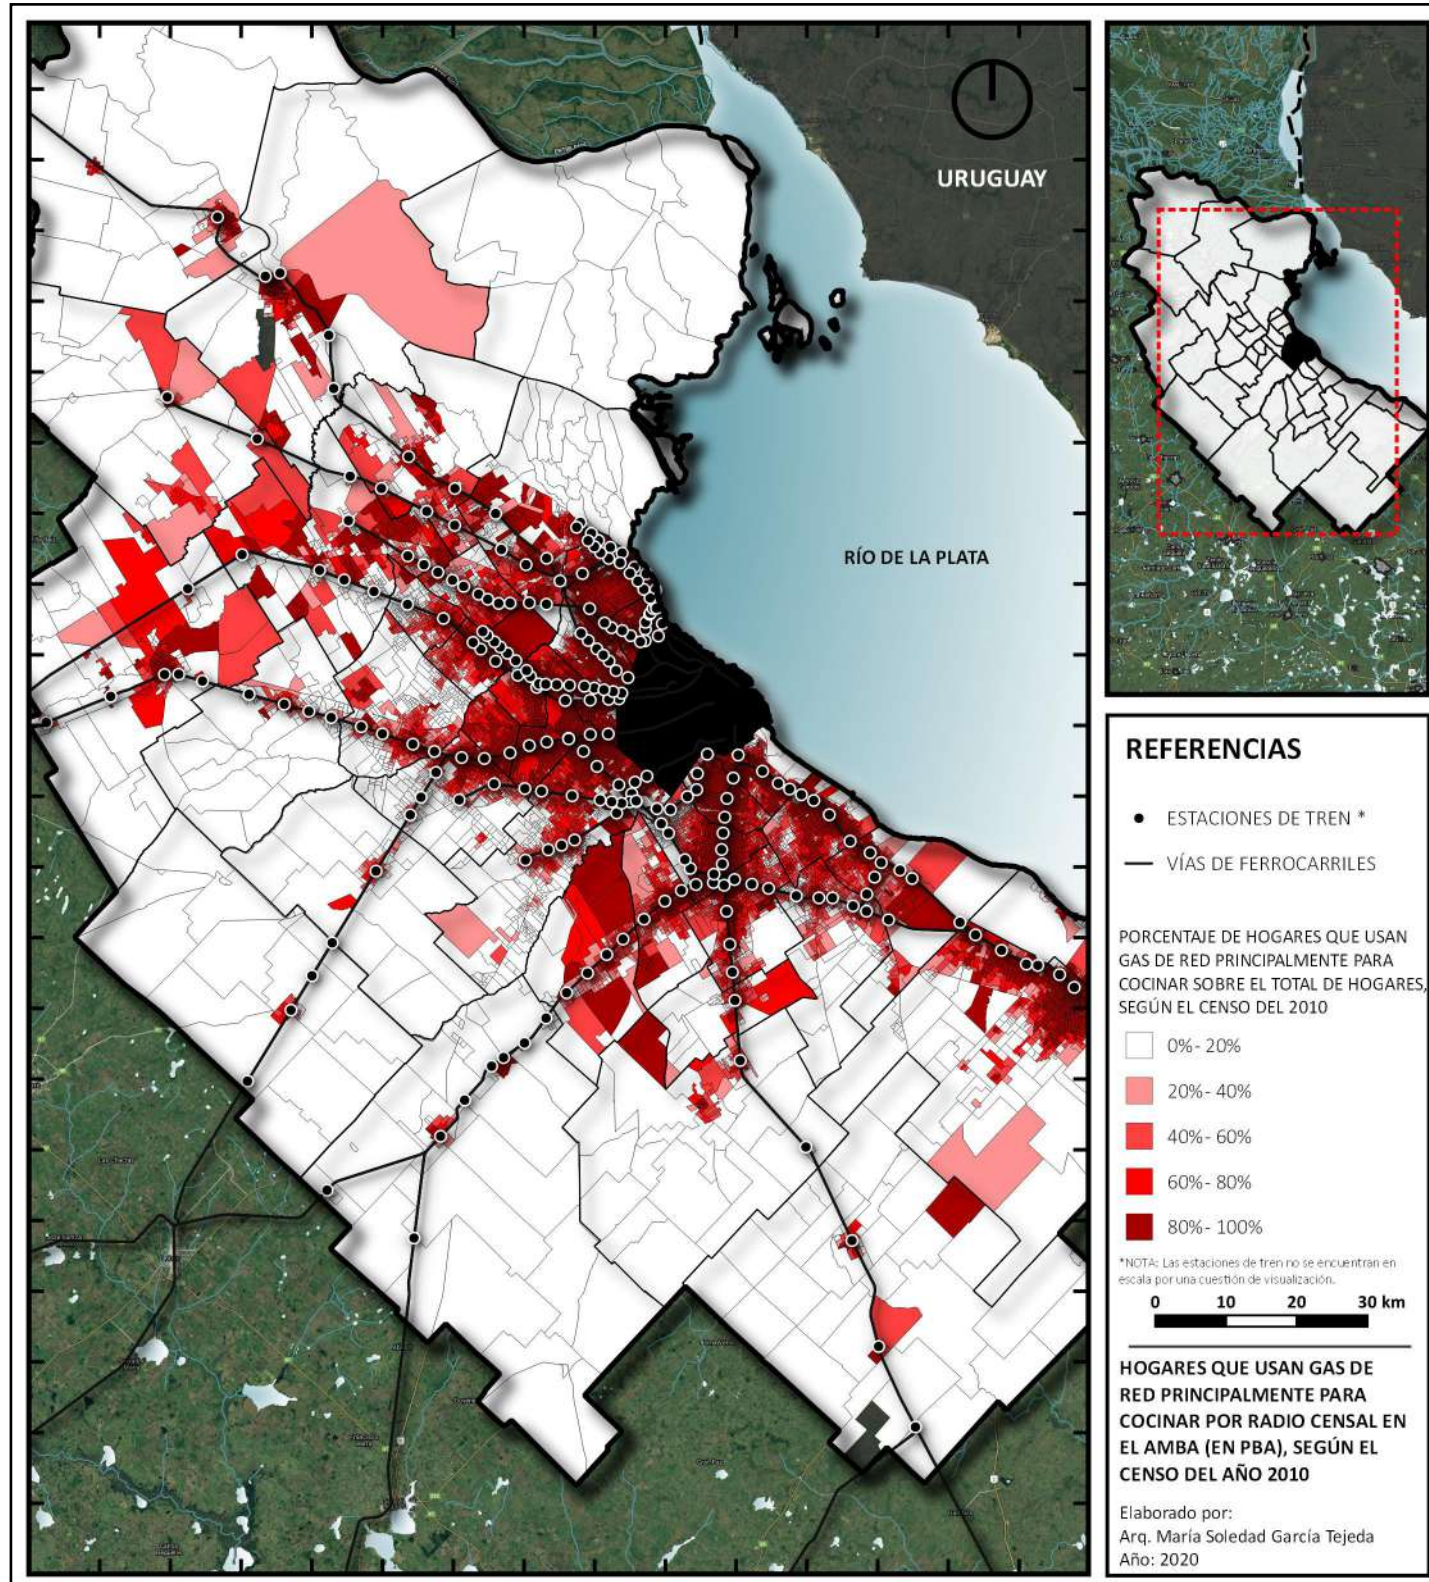 URUGUAY
RÍO DE LA PLATA
REFERENCIAS
ESTACIONES DE TREN *
VÍAS DE FERROCARRILES
PORCENTAJE DE HOGARES QUE USAN
GAS DE RED PRINCIPALMENTE PARA
COCINAR SOBRE EL TOTAL DE HOGARES,
SEGÚN EL CENSO DEL 2010
0%- 20%
20%- 40%
40%- 60%
60%- 80%
80%- 100%
*NOTA: Las estaciones de tren no se encuentran en
escala por una cuestión de visualización.
0 10 20 30 km
HOGARES QUE USAN GAS DE
RED PRINCIPALMENTE PARA
COCINAR POR RADIO CENSAL EN
EL AMBA (EN PBA), SEGÚN EL
CENSO DEL AÑO 2010
Elaborado por:
Arq. María Soledad García Tejeda
Año: 2020